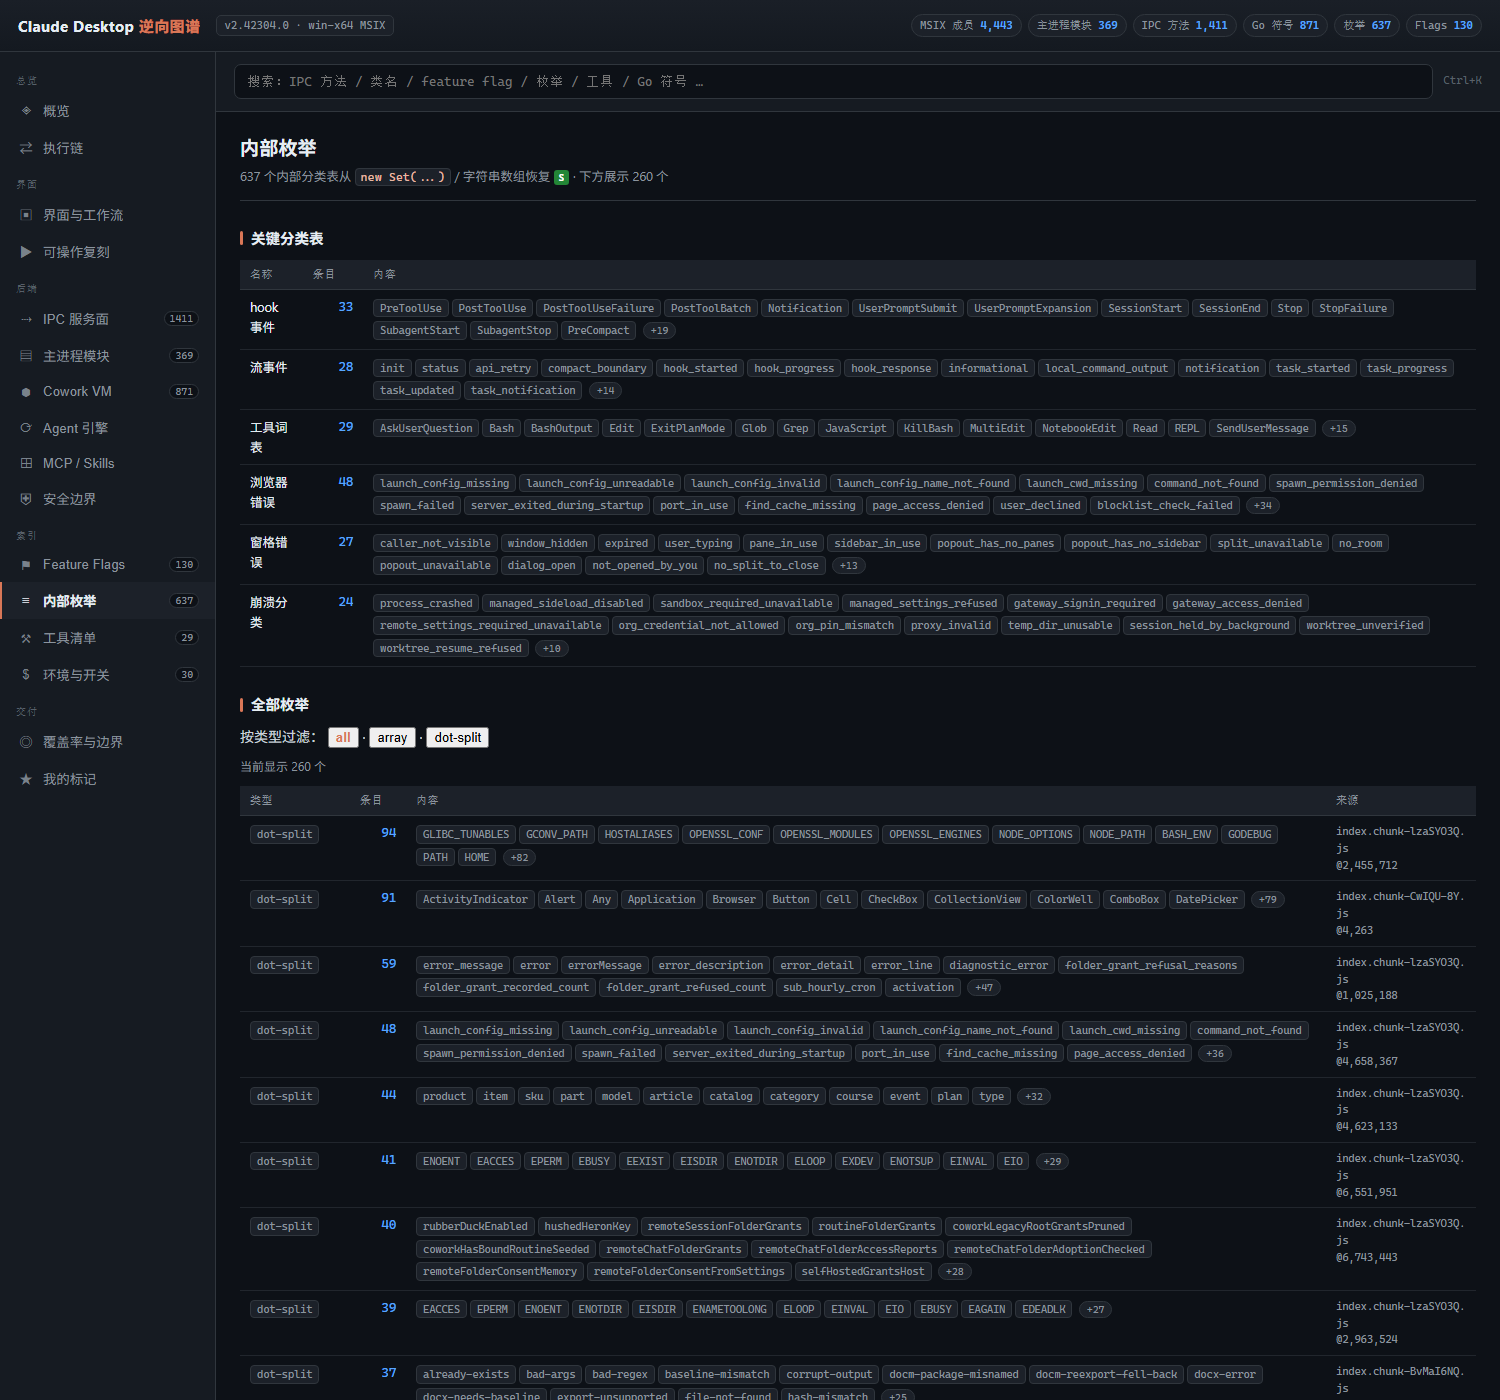 Claude Desktop 逆向图谱 v2.42304.0 · win-x64 MSIX MSIX 成员 4,443 主进程模块 369 IPC 方法 1,411 Go 符号 871 枚举 637 Flags 130
搜索: IPC 方法 / 类名 / feature flag / 枚举 / 工具 / Go 符号 … Ctrl+K
总览
概览
执行链
界面
界面与工作流
可操作复刻
后端
IPC 服务面 1411
主进程模块 369
Cowork VM 871
Agent 引擎
MCP / Skills
安全边界
索引
Feature Flags 130
内部枚举 637
工具清单 29
环境与开关 30
交付
覆盖率与边界
我的标记
内部枚举
637 个内部分类表从 new Set(...) / 字符串数组恢复 S · 下方展示 260 个
关键分类表
名称 条目 内容
hook 事件 33 PreToolUse PostToolUse PostToolUseFailure PostToolBatch Notification UserPromptSubmit UserPromptExpansion SessionStart SessionEnd Stop StopFailure
SubagentStart SubagentStop PreCompact +19
流事件 28 init status api_retry compact_boundary hook_started hook_progress hook_response informational local_command_output notification task_started task_progress
task_updated task_notification +14
工具词表 29 AskUserQuestion Bash BashOutput Edit ExitPlanMode Glob Grep JavaScript KillBash MultiEdit NotebookEdit Read REPL SendUserMessage +15
浏览器错误 48 launch_config_missing launch_config_unreadable launch_config_invalid launch_config_name_not_found launch_cwd_missing command_not_found spawn_permission_denied
spawn_failed server_exited_during_startup port_in_use find_cache_missing page_access_denied user_declined blocklist_check_failed +34
窗格错误 27 caller_not_visible window_hidden expired user_typing pane_in_use sidebar_in_use popout_has_no_panes popout_has_no_sidebar split_unavailable no_room
popout_unavailable dialog_open not_opened_by_you no_split_to_close +13
崩溃分类 24 process_crashed managed_sideload_disabled sandbox_required_unavailable managed_settings_refused gateway_signin_required gateway_access_denied
remote_settings_required_unavailable org_credential_not_allowed org_pin_mismatch proxy_invalid temp_dir_unusable session_held_by_background worktree_unverified
worktree_resume_refused +10
全部枚举
按类型过滤: all · array · dot-split
当前显示 260 个
类型 条目 内容 来源
dot-split 94 GLIBC_TUNABLES GCONV_PATH HOSTALIASES OPENSSL_CONF OPENSSL_MODULES OPENSSL_ENGINES NODE_OPTIONS NODE_PATH BASH_ENV GODEBUG
PATH HOME +82
index.chunk-lzaSYO3Q.
js
@2,455,712
dot-split 91 ActivityIndicator Alert Any Application Browser Button Cell CheckBox CollectionView ColorWell ComboBox DatePicker +79
index.chunk-CwIQU-8Y.
js
@4,263
dot-split 59 error_message error errorMessage error_description error_detail error_line diagnostic_error folder_grant_refusal_reasons
folder_grant_recorded_count folder_grant_refused_count sub_hourly_cron activation +47
index.chunk-lzaSYO3Q.
js
@1,025,188
dot-split 48 launch_config_missing launch_config_unreadable launch_config_invalid launch_config_name_not_found launch_cwd_missing command_not_found
spawn_permission_denied spawn_failed server_exited_during_startup port_in_use find_cache_missing page_access_denied +36
index.chunk-lzaSYO3Q.
js
@4,658,367
dot-split 44 product item sku part model article catalog category course event plan type +32
index.chunk-lzaSYO3Q.
js
@4,623,133
dot-split 41 ENOENT EACCES EPERM EBUSY EEXIST EISDIR ENOTDIR ELOOP EXDEV ENOTSUP EINVAL EIO +29
index.chunk-lzaSYO3Q.
js
@6,551,951
dot-split 40 rubberDuckEnabled hushedHeronKey remoteSessionFolderGrants routineFolderGrants coworkLegacyRootGrantsPruned
coworkHasBoundRoutineSeeded remoteChatFolderGrants remoteChatFolderAccessReports remoteChatFolderAdoptionChecked
remoteFolderConsentMemory remoteFolderConsentFromSettings selfHostedGrantsHost +28
index.chunk-lzaSYO3Q.
js
@6,743,443
dot-split 39 EACCES EPERM ENOENT ENOTDIR EISDIR ENAMETOOLONG ELOOP EINVAL EIO EBUSY EAGAIN EDEADLK +27
index.chunk-lzaSYO3Q.
js
@2,963,524
dot-split 37 already-exists bad-args bad-regex baseline-mismatch corrupt-output docm-package-misnamed docm-reexport-fell-back docx-error
docx-needs-baseline export-unsupported file-not-found hash-mismatch +25
index.chunk-BvMaI6NQ.
js